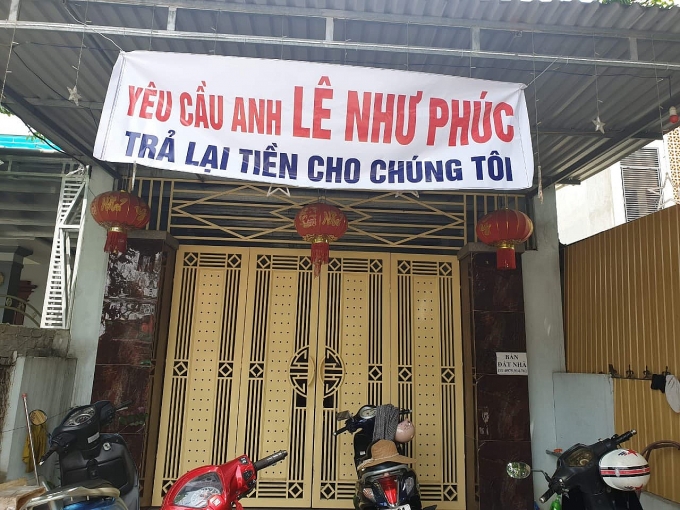 YÊU CẦU ANH LÊ NHƯ PHÚC
TRẢ LẠI TIỀN CHO CHÚNG TÔI
BÁN
ĐẤT NHÀ